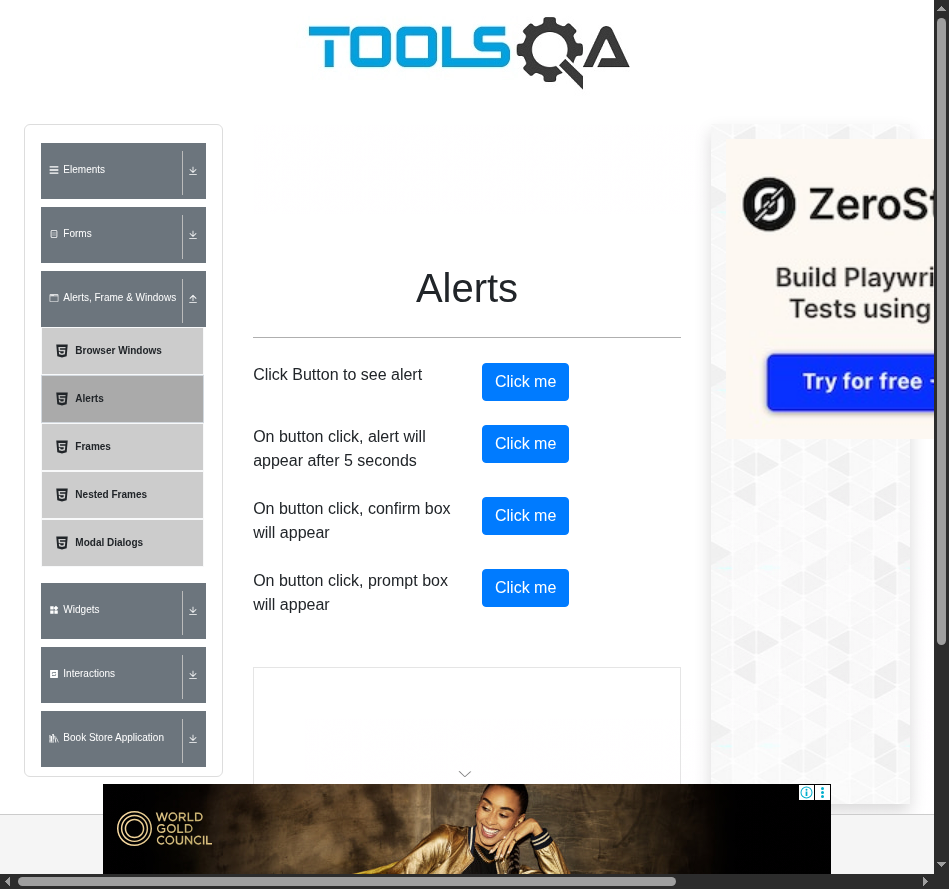 TOOLSQA
Elements
Forms
Alerts, Frame & Windows
Browser Windows
Alerts
Frames
Nested Frames
Modal Dialogs
Widgets
Interactions
Book Store Application
Alerts
Click Button to see alert
Click me
On button click, alert will
appear after 5 seconds
Click me
On button click, confirm box
will appear
Click me
On button click, prompt box
will appear
Click me
ZeroSt
Build Playwri
Tests using
Try for free
WORLD
GOLD
COUNCIL